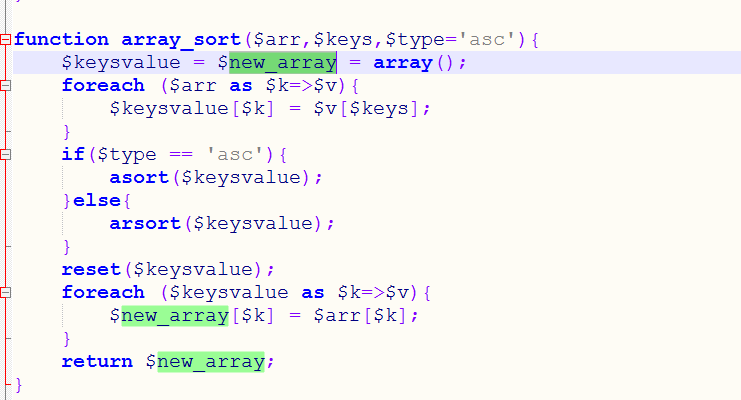 function array_sort($arr,$keys,$type='asc'){
    $keysvalue = $new_array = array();
    foreach ($arr as $k=>$v){
        $keysvalue[$k] = $v[$keys];
    }
    if($type == 'asc'){
        asort($keysvalue);
    }else{
        arsort($keysvalue);
    }
    reset($keysvalue);
    foreach ($keysvalue as $k=>$v){
        $new_array[$k] = $arr[$k];
    }
    return $new_array;
}